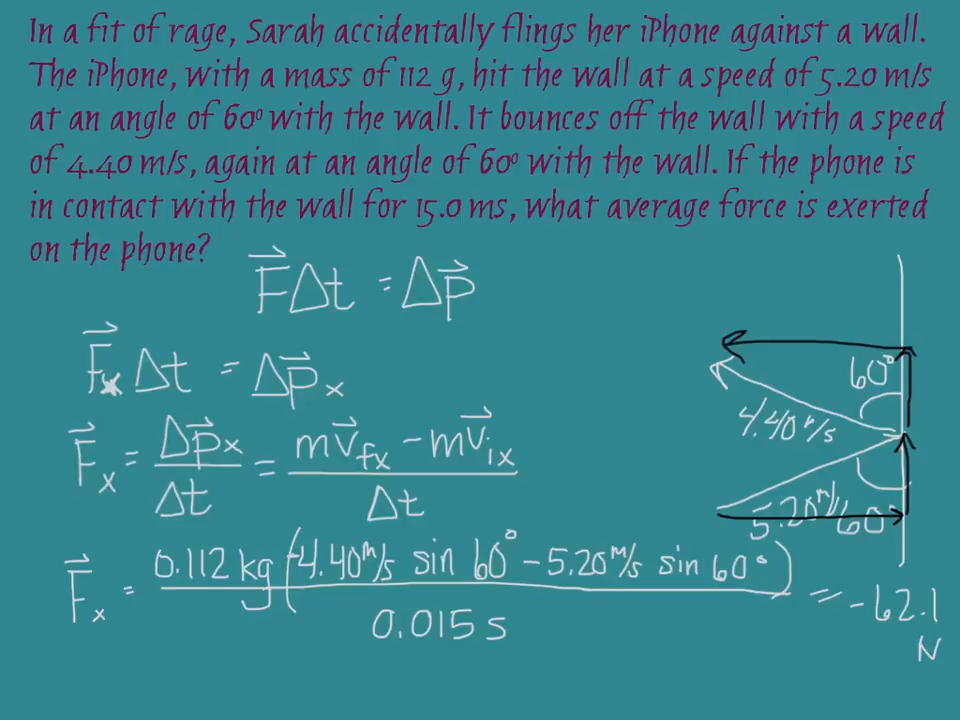 In a fit of rage, Sarah accidentally flings her iPhone against a wall.
The iPhone, with a mass of 112 g, hit the wall at a speed of 5.20 m/s
at an angle of 60º with the wall. It bounces off the wall with a speed
of 4.40 m/s, again at an angle of 60º with the wall. If the phone is
in contact with the wall for 15.0 ms, what average force is exerted
on the phone?
F⃗Δt = Δp⃗
F⃗x Δt = Δp⃗x
F⃗x = Δp⃗x / Δt = (mv⃗fx - mv⃗ix) / Δt
F⃗x = 0.112 kg (-4.40 m/s sin 60° - 5.20 m/s sin 60°) / 0.015 s = -62.1 N
60°
4.40 m/s
5.20 m/s
60°